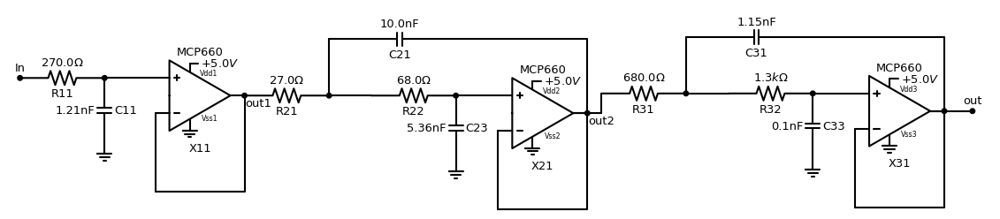 In
270.0Ω
R11
1.21nF
C11
MCP660
+5.0V
Vdd1
Vss1
X11
out1
27.0Ω
R21
10.0nF
C21
68.0Ω
R22
5.36nF
C23
MCP660
+5.0V
Vdd2
Vss2
X21
out2
680.0Ω
R31
1.15nF
C31
1.3kΩ
R32
0.1nF
C33
MCP660
+5.0V
Vdd3
Vss3
X31
out